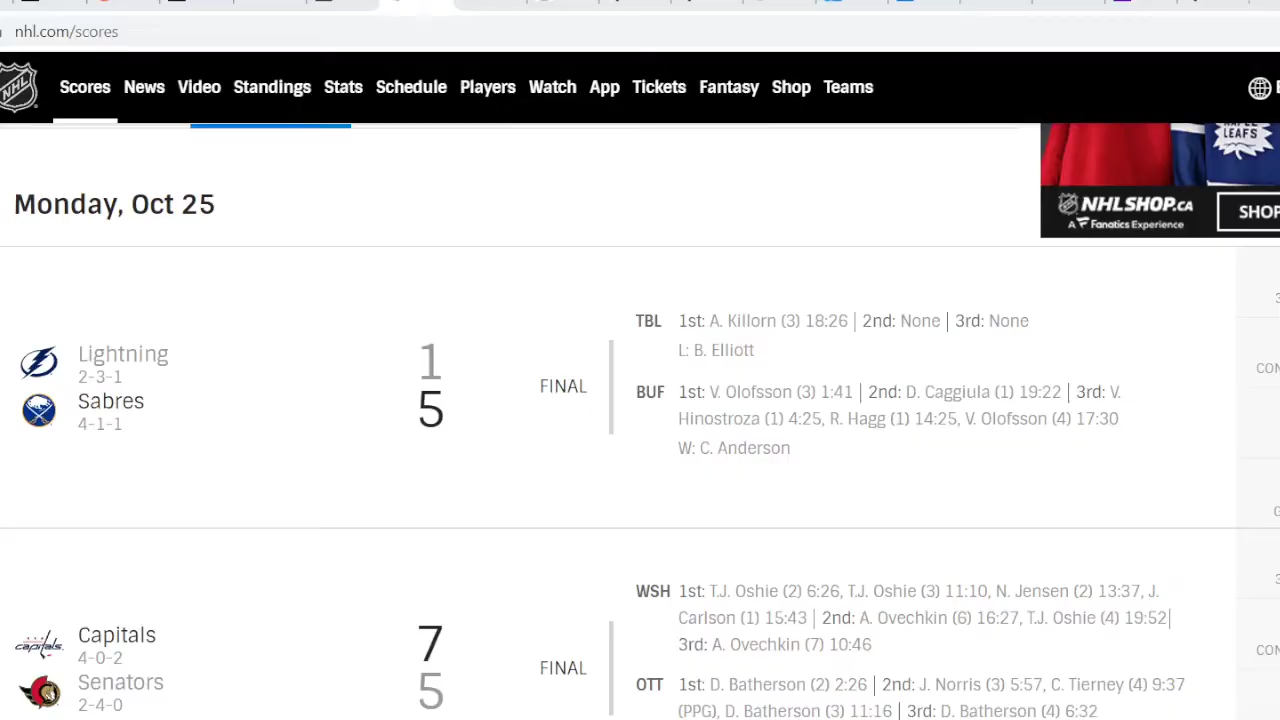 nhl.com/scores
NHL
Scores News Video Standings Stats Schedule Players Watch App Tickets Fantasy Shop Teams
LEAFS
NHLSHOP.CA
A Fanatics Experience
SHOP
Monday, Oct 25
Lightning
2-3-1
1
Sabres
4-1-1
5
FINAL
TBL 1st: A. Killorn (3) 18:26 | 2nd: None | 3rd: None
L: B. Elliott
BUF 1st: V. Olofsson (3) 1:41 | 2nd: D. Caggiula (1) 19:22 | 3rd: V.
Hinostroza (1) 4:25, R. Hagg (1) 14:25, V. Olofsson (4) 17:30
W: C. Anderson
Capitals
4-0-2
7
Senators
2-4-0
5
FINAL
WSH 1st: T.J. Oshie (2) 6:26, T.J. Oshie (3) 11:10, N. Jensen (2) 13:37, J.
Carlson (1) 15:43 | 2nd: A. Ovechkin (6) 16:27, T.J. Oshie (4) 19:52|
3rd: A. Ovechkin (7) 10:46
OTT 1st: D. Batherson (2) 2:26 | 2nd: J. Norris (3) 5:57, C. Tierney (4) 9:37
(PPG), D. Batherson (3) 11:16 | 3rd: D. Batherson (4) 6:32